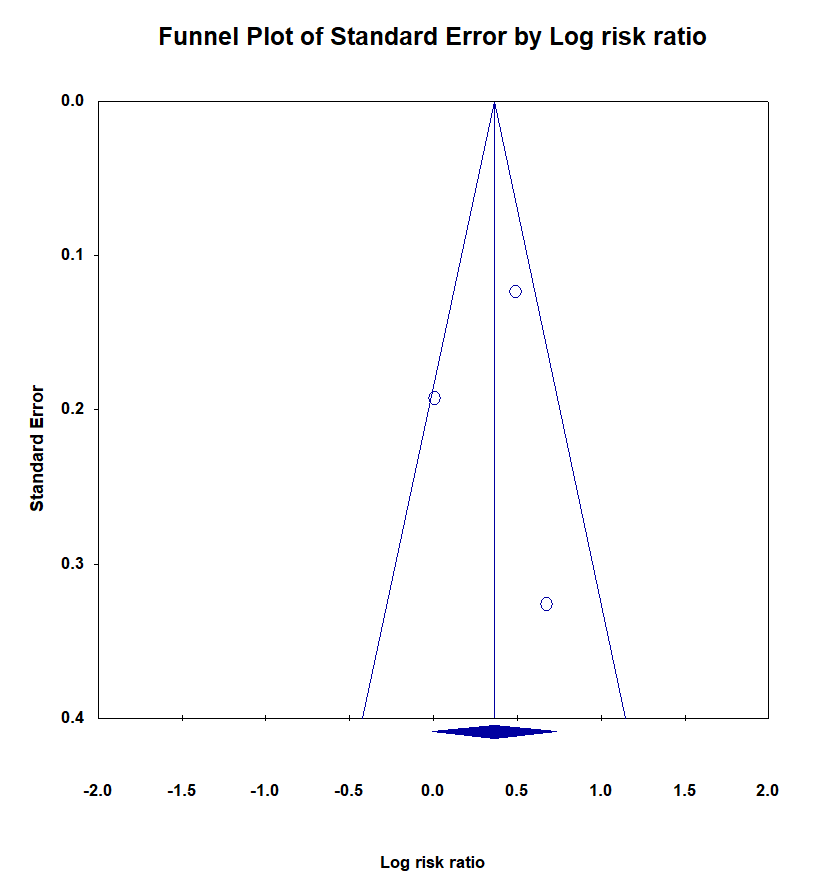 Funnel Plot of Standard Error by Log risk ratio
0.0
0.1
0.2
0.3
0.4
Standard Error
-2.0 -1.5 -1.0 -0.5 0.0 0.5 1.0 1.5 2.0
Log risk ratio